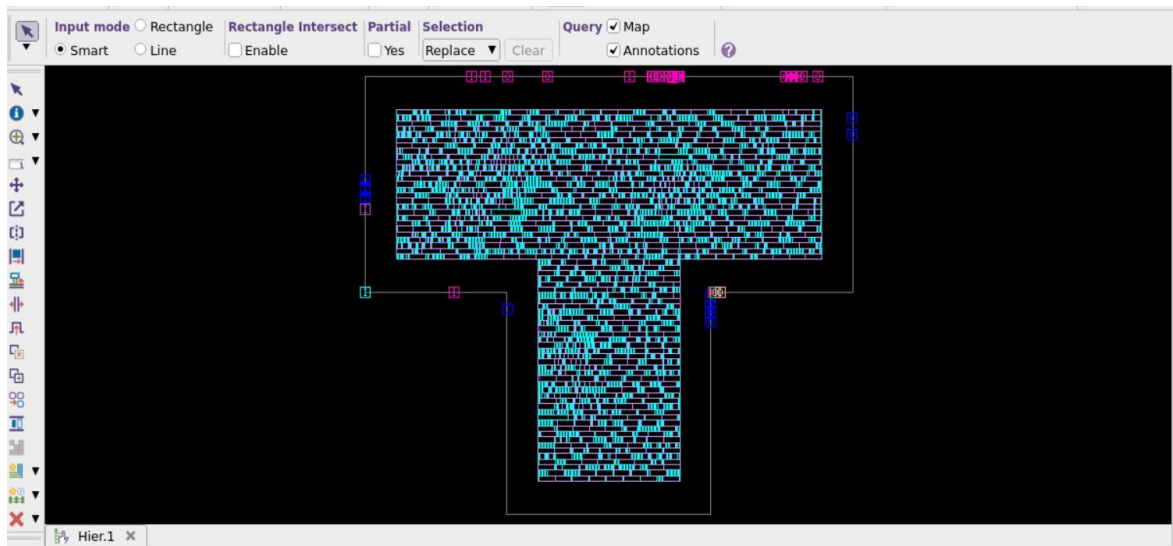 Input mode Rectangle Rectangle Intersect Partial Selection Query Map
Smart Line Enable Yes Replace Clear Annotations
Hier.1